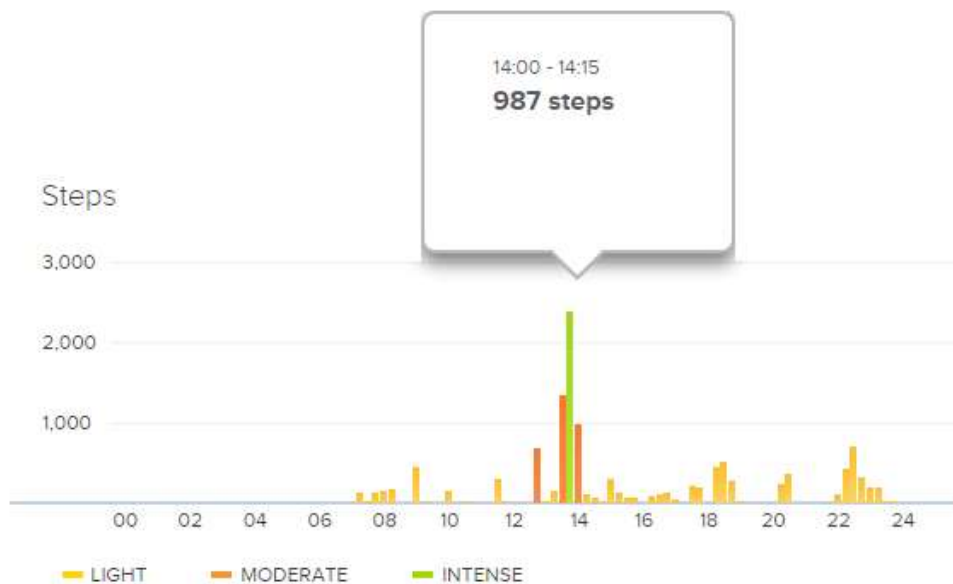 14:00 - 14:15
987 steps
Steps
3,000
2,000
1,000
00 02 04 06 08 10 12 14 16 18 20 22 24
LIGHT MODERATE INTENSE